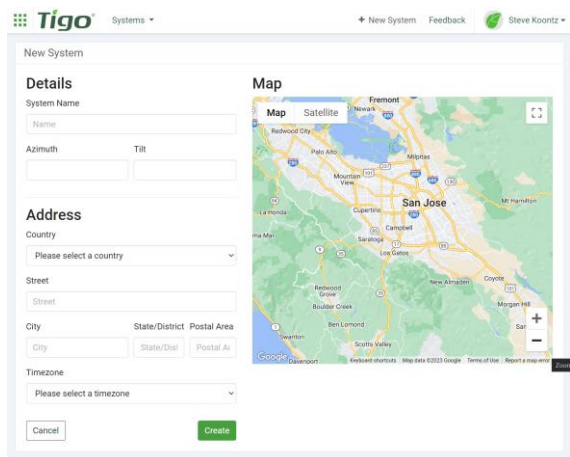 Tigo
Systems
+ New System
Feedback
Steve Koontz
New System
Details
System Name
Name
Azimuth
Tilt
Address
Country
Please select a country
Street
Street
City
State/District
Postal Area
City
State/Dist
Timezone
Please select a timezone
Cancel
Create
Map
Map
Satellite
Fremont
Newark
Redwood City
Palo Alto
Milpitas
Mountain View
San Jose
Mt Hamilton
La Honda
Cupertino
Campbell
Saratoga
Los Gatos
New Almaden
Coyote
Redwood Grove
Boulder Creek
Morgan Hill
Ben Lomond
Swanton
Scotts Valley
Davenport
Google
Keyboard shortcuts
Map data ©2023 Google
Terms of Use
Report a map error
Zoom